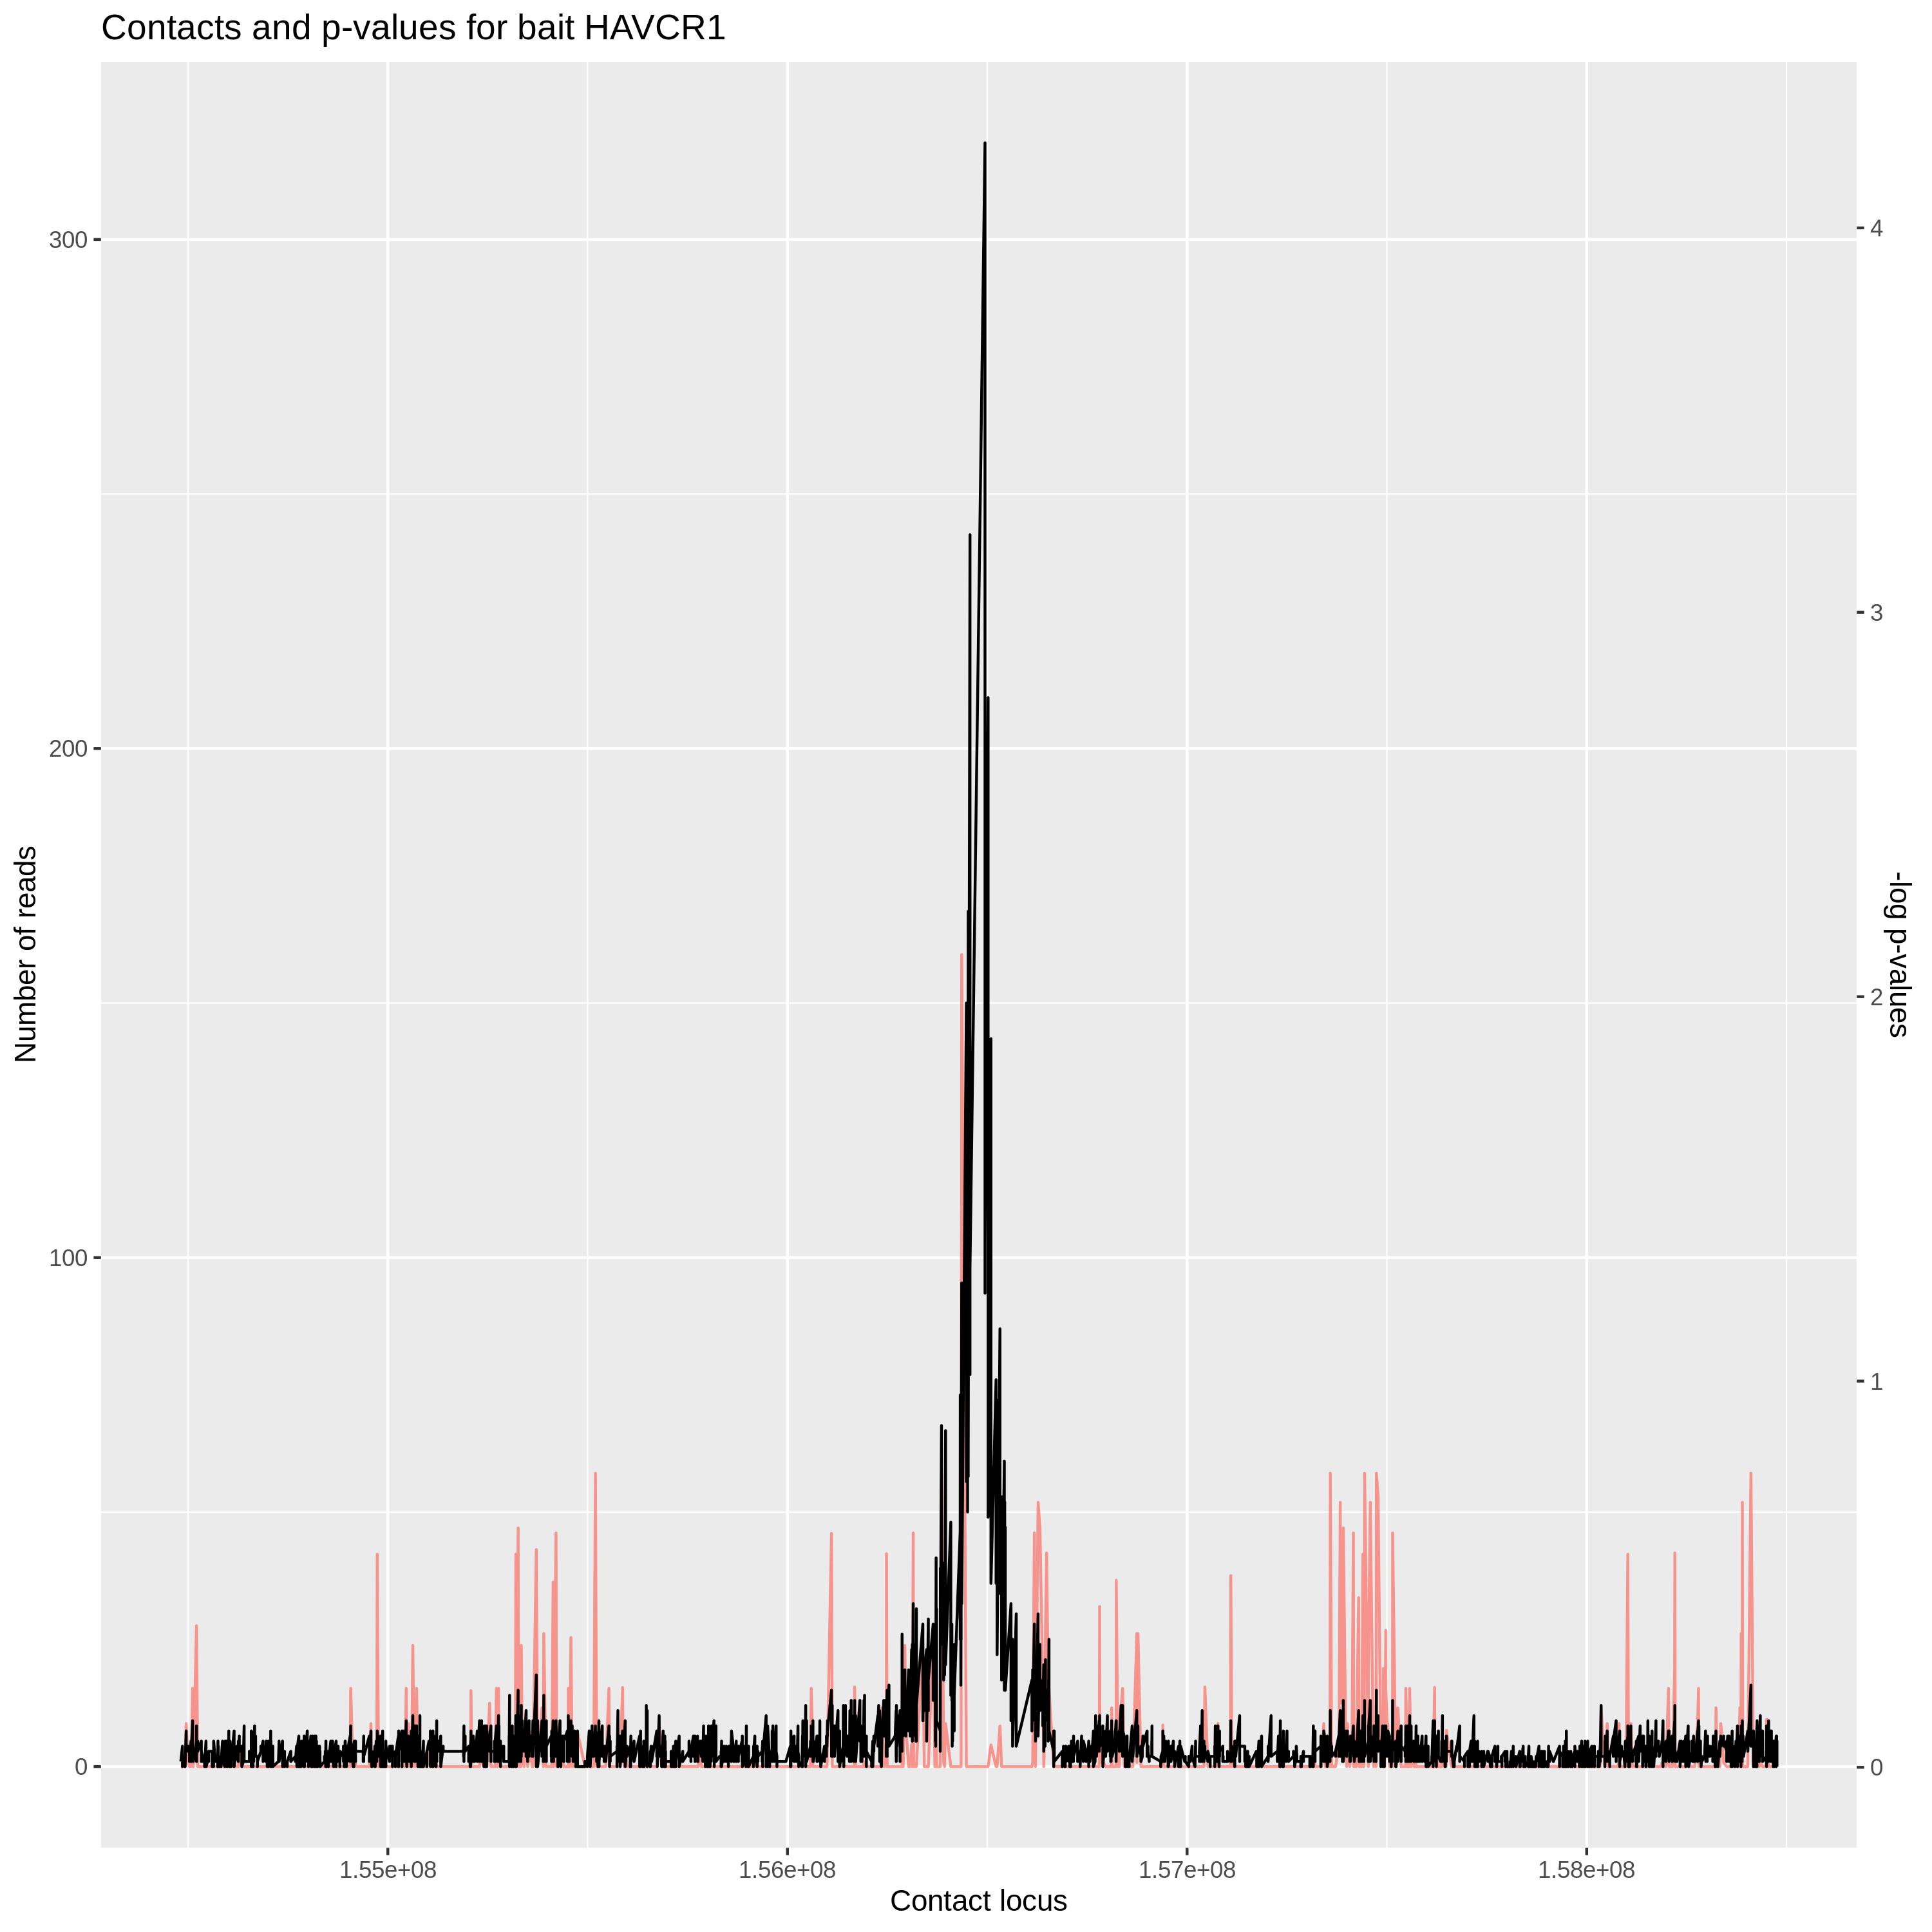 Contacts and p-values for bait HAVCR1
300
200
100
0
Number of reads
4
3
2
1
0
-log p-values
1.55e+08 1.56e+08 1.57e+08 1.58e+08
Contact locus